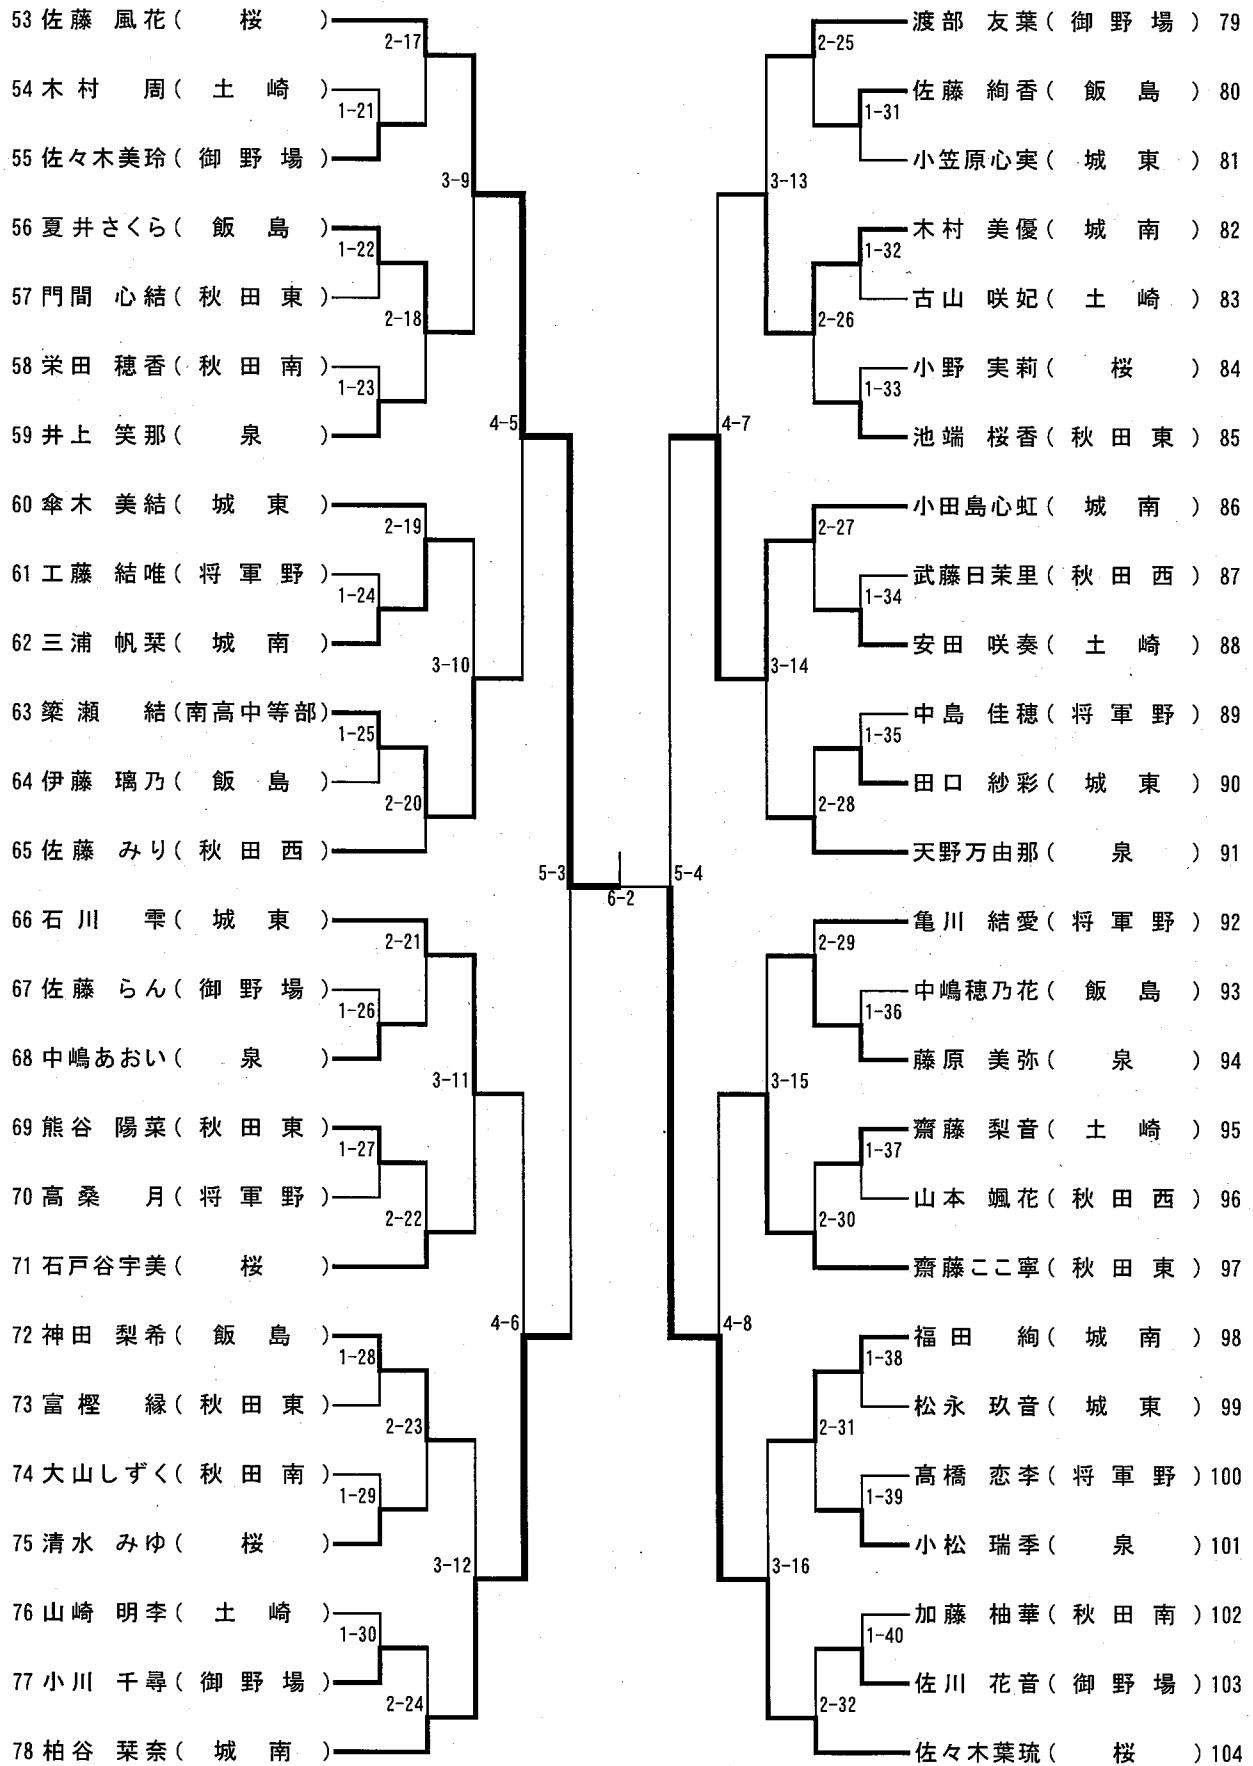 53 佐藤 風花( 桜 )
2-17
54 木村 周( 土 崎 )
1-21
55 佐々木美玲( 御 野 場 )
3-9
56 夏井さくら( 飯 島 )
1-22
57 門間 心結( 秋 田 東 )
2-18
58 栄田 穂香( 秋 田 南 )
1-23
59 井上 笑那( 泉 )
4-5
60 傘木 美結( 城 東 )
2-19
61 工藤 結唯( 将 軍 野 )
1-24
62 三浦 帆栞( 城 南 )
3-10
63 簗瀬 結(南高中等部)
1-25
64 伊藤 璃乃( 飯 島 )
2-20
65 佐藤 みり( 秋 田 西 )
5-3
66 石川 雫( 城 東 )
2-21
67 佐藤 らん( 御 野 場 )
1-26
68 中嶋あおい( 泉 )
3-11
69 熊谷 陽菜( 秋 田 東 )
1-27
70 高桑 月( 将 軍 野 )
2-22
71 石戸谷宇美( 桜 )
4-6
72 神田 梨希( 飯 島 )
1-28
73 富樫 縁( 秋 田 東 )
2-23
74 大山しずく( 秋 田 南 )
1-29
75 清水 みゆ( 桜 )
3-12
76 山崎 明李( 土 崎 )
1-30
77 小川 千尋( 御 野 場 )
2-24
78 柏谷 栞奈( 城 南 )
6-2
渡部 友葉( 御 野 場 ) 79
2-25
佐藤 絢香( 飯 島 ) 80
1-31
小笠原心実( 城 東 ) 81
3-13
木村 美優( 城 南 ) 82
1-32
古山 咲妃( 土 崎 ) 83
2-26
小野 実莉( 桜 ) 84
1-33
池端 桜香( 秋 田 東 ) 85
4-7
小田島心虹( 城 南 ) 86
2-27
武藤日茉里( 秋 田 西 ) 87
1-34
安田 咲奏( 土 崎 ) 88
3-14
中島 佳穂( 将 軍 野 ) 89
1-35
田口 紗彩( 城 東 ) 90
2-28
天野万由那( 泉 ) 91
5-4
亀川 結愛( 将 軍 野 ) 92
2-29
中嶋穂乃花( 飯 島 ) 93
1-36
藤原 美弥( 泉 ) 94
3-15
齋藤 梨音( 土 崎 ) 95
1-37
山本 颯花( 秋 田 西 ) 96
2-30
齋藤ここ寧( 秋 田 東 ) 97
4-8
福田 絢( 城 南 ) 98
1-38
松永 玖音( 城 東 ) 99
2-31
高橋 恋李( 将 軍 野 ) 100
1-39
小松 瑞季( 泉 ) 101
3-16
加藤 柚華( 秋 田 南 ) 102
1-40
佐川 花音( 御 野 場 ) 103
2-32
佐々木葉琉( 桜 ) 104